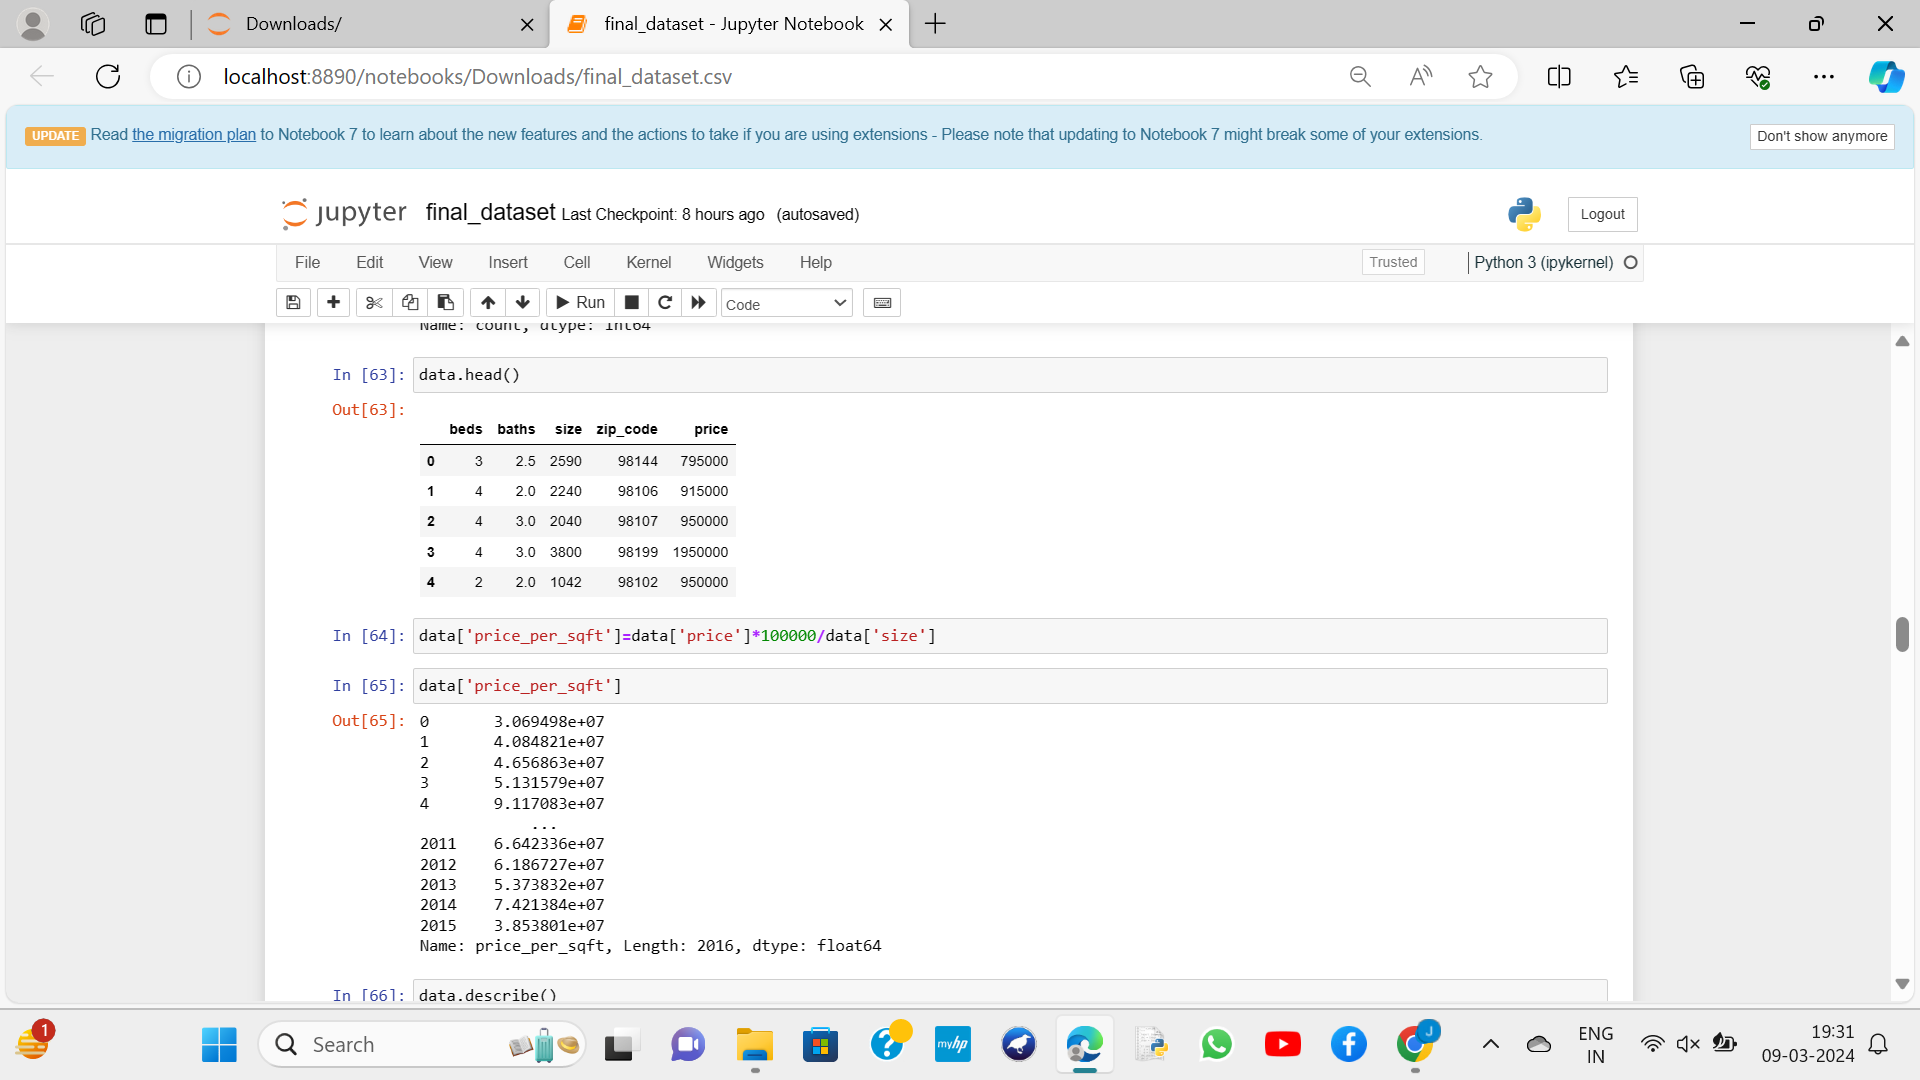 Downloads/
final_dataset - Jupyter Notebook
localhost:8890/notebooks/Downloads/final_dataset.csv
UPDATE Read the migration plan to Notebook 7 to learn about the new features and the actions to take if you are using extensions - Please note that updating to Notebook 7 might break some of your extensions.
Don't show anymore
jupyter final_dataset Last Checkpoint: 8 hours ago (autosaved)
Logout
File Edit View Insert Cell Kernel Widgets Help
Trusted
Python 3 (ipykernel)
Run
Code
Name: count, dtype: int64
In [63]: data.head()
Out[63]:
beds baths size zip_code price
0 3 2.5 2590 98144 795000
1 4 2.0 2240 98106 915000
2 4 3.0 2040 98107 950000
3 4 3.0 3800 98199 1950000
4 2 2.0 1042 98102 950000
In [64]: data['price_per_sqft']=data['price']*100000/data['size']
In [65]: data['price_per_sqft']
Out[65]: 0 3.069498e+07
1 4.084821e+07
2 4.656863e+07
3 5.131579e+07
4 9.117083e+07
...
2011 6.642336e+07
2012 6.186727e+07
2013 5.373832e+07
2014 7.421384e+07
2015 3.853801e+07
Name: price_per_sqft, Length: 2016, dtype: float64
In [66]: data.describe()
1
Search
myhp
J
ENG
IN
19:31
09-03-2024